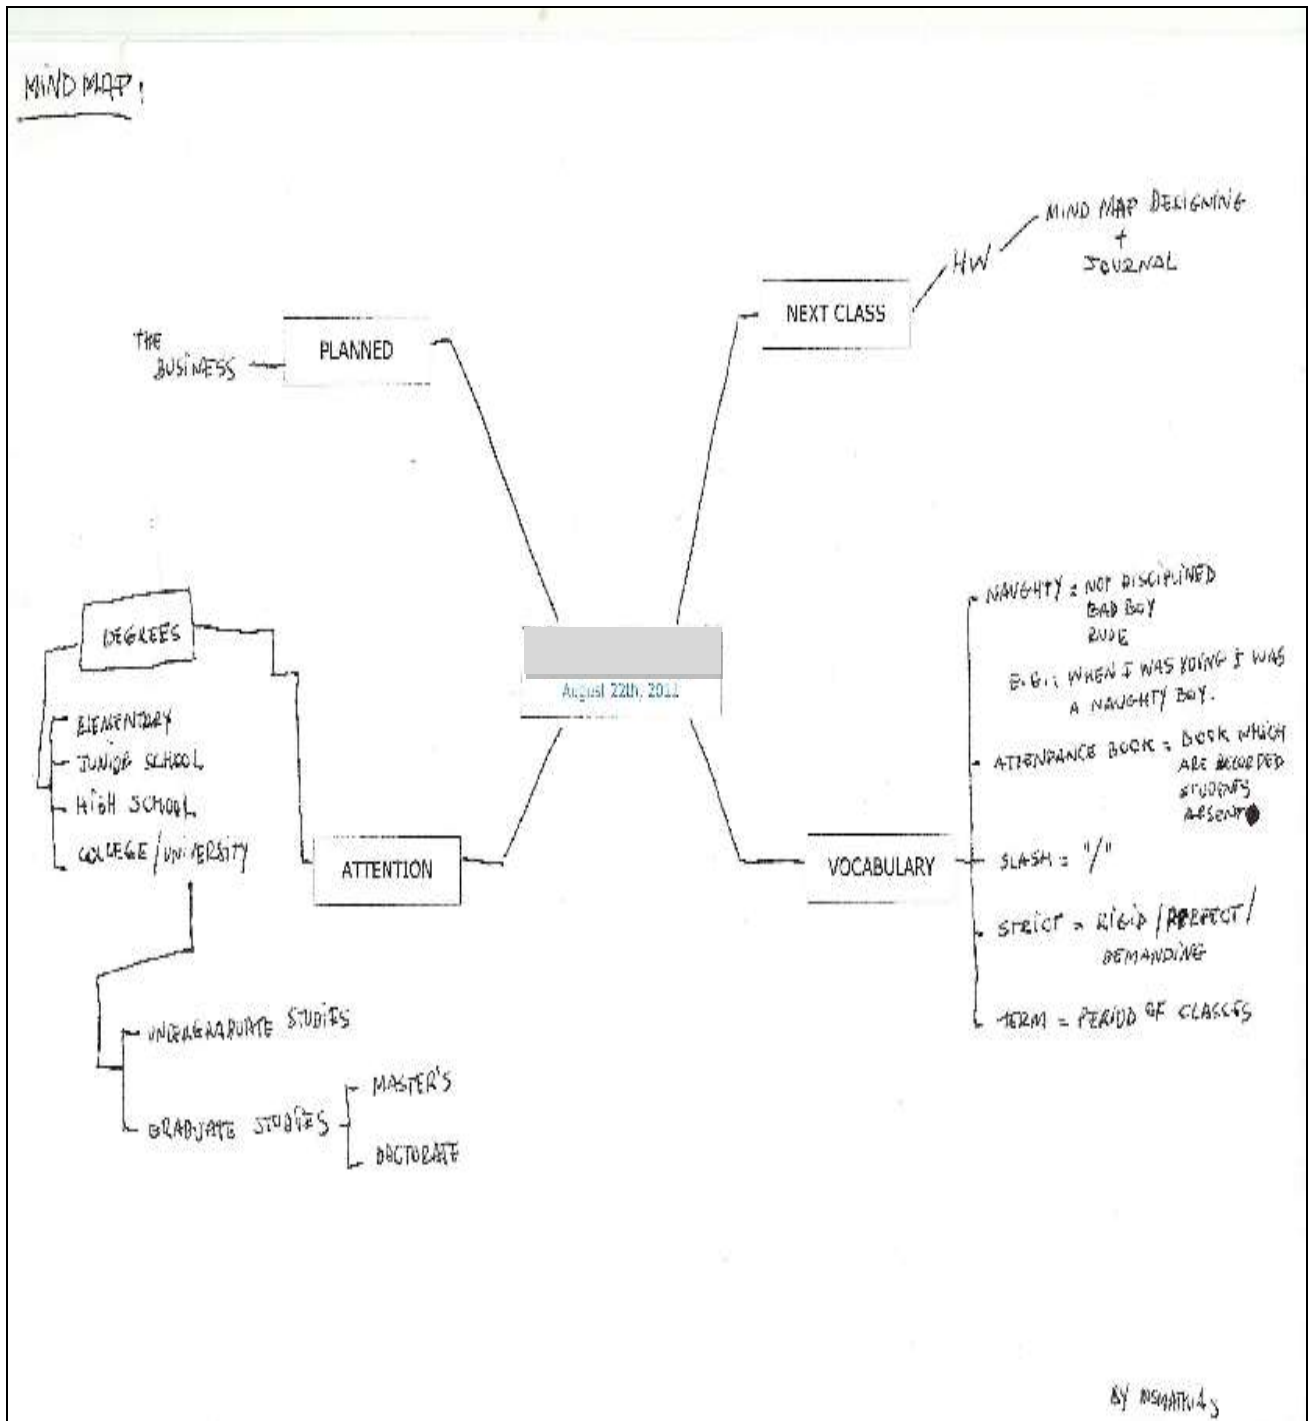 MIND MAP:
MIND MAP DESIGNING
+
JOURNAL
HW
NEXT CLASS
THE
BUSINESS
PLANNED
August 22th, 2011
DEGREES
ELEMENTARY
JUNIOR SCHOOL
HIGH SCHOOL
COLLEGE / UNIVERSITY
ATTENTION
UNDERGRADUATE STUDIES
GRADUATE STUDIES
MASTER'S
DOCTORATE
VOCABULARY
NAUGHTY = NOT DISCIPLINED
BAD BOY
RUDE
E.G.: WHEN I WAS YOUNG I WAS
A NAUGHTY BOY.
ATTENDANCE BOOK = BOOK WHICH
ARE RECORDED
STUDENTS
ABSENT
SLASH = "/"
STRICT = RIGID / PERFECT /
DEMANDING
TERM = PERIOD OF CLASSES
BY